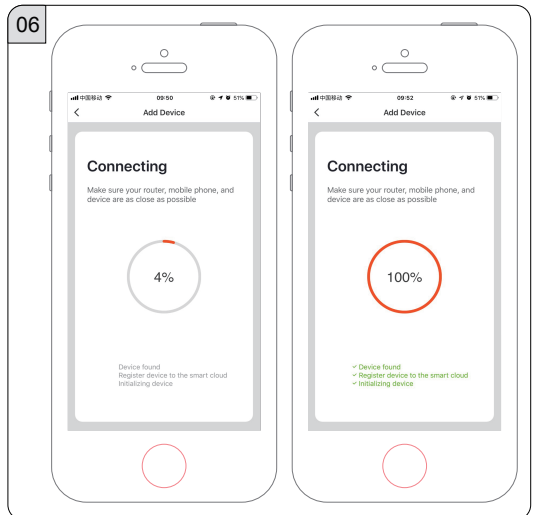 06
中国移动 09:50 51%
Add Device
Connecting
Make sure your router, mobile phone, and
device are as close as possible
4%
Device found
Register device to the smart cloud
Initializing device
中国移动 09:52 51%
Add Device
Connecting
Make sure your router, mobile phone, and
device are as close as possible
100%
Device found
Register device to the smart cloud
Initializing device